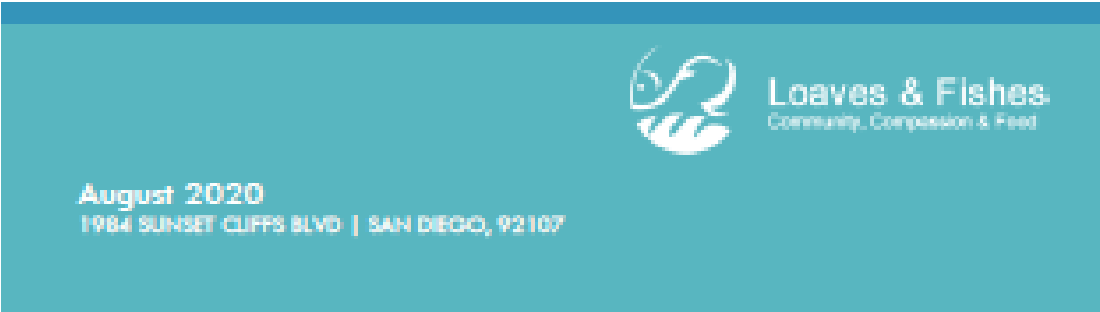 Loaves & Fishes
Community, Compassion & Food
August 2020
1984 SUNSET CLIFFS BLVD | SAN DIEGO, 92107